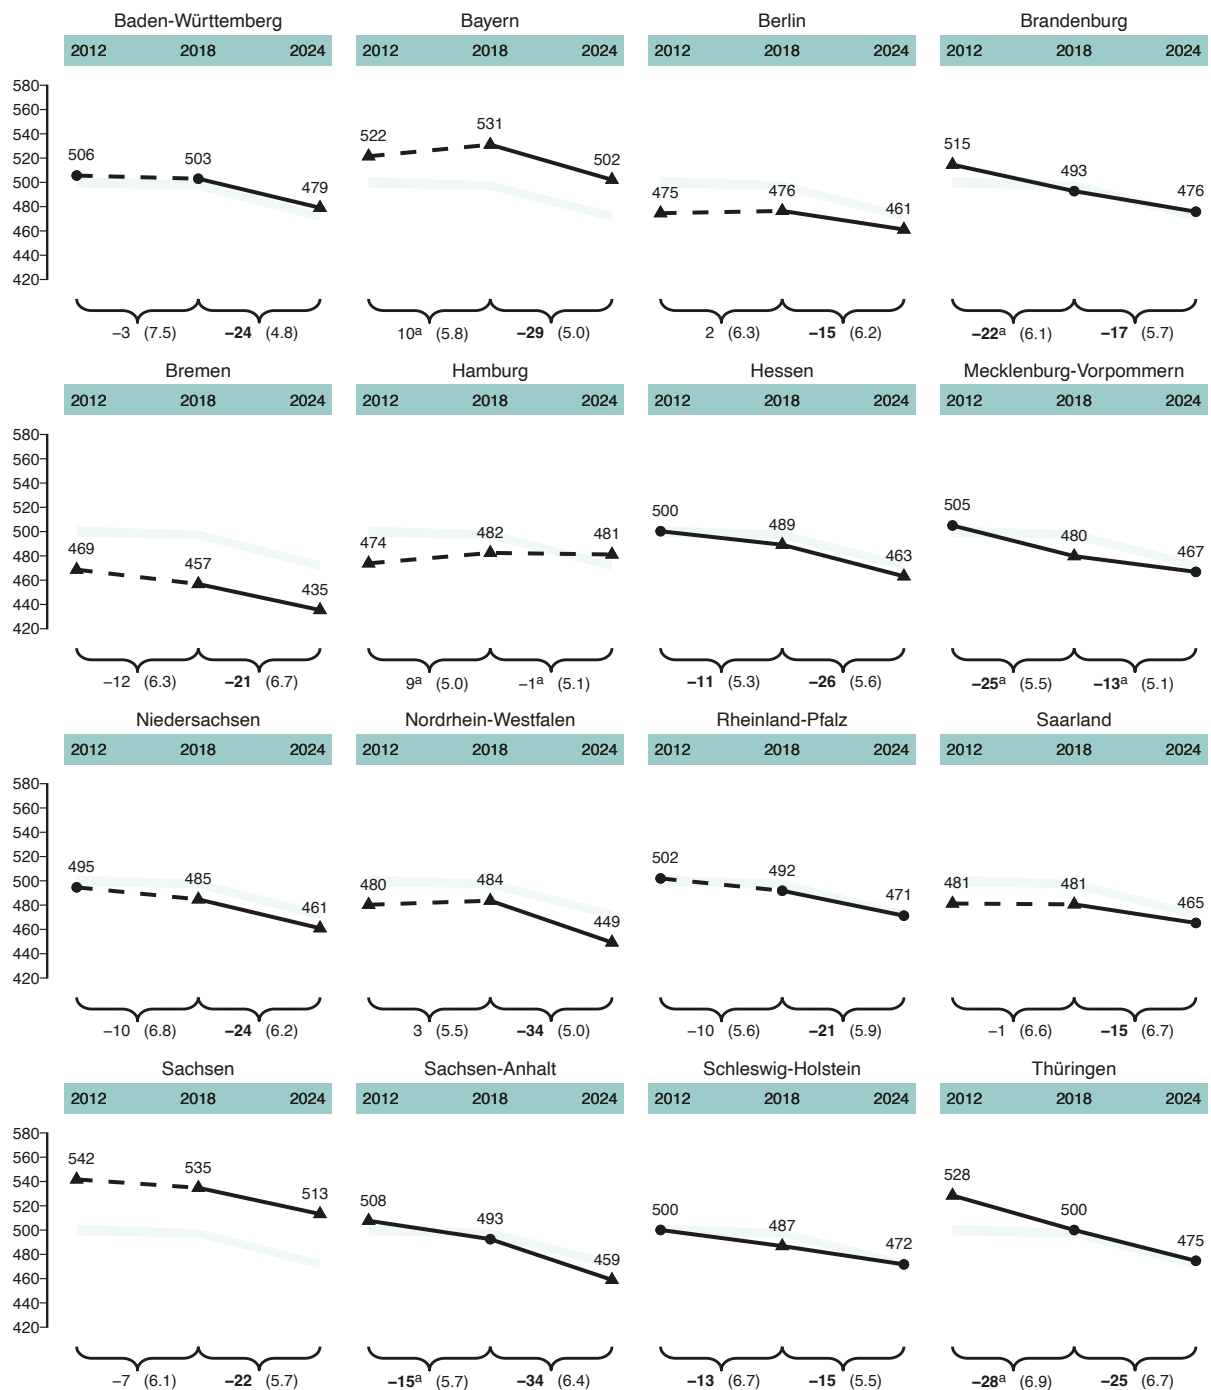 Baden-Württemberg Bayern Berlin Brandenburg
2012 2018 2024 2012 2018 2024 2012 2018 2024 2012 2018 2024
580
560
540
520
500
480
460
440
420
506 503 479
522 531 502
475 476 461
515 493 476
−3 (7.5) −24 (4.8) 10ª (5.8) −29 (5.0) 2 (6.3) −15 (6.2) −22ª (6.1) −17 (5.7)
Bremen Hamburg Hessen Mecklenburg-Vorpommern
2012 2018 2024 2012 2018 2024 2012 2018 2024 2012 2018 2024
580
560
540
520
500
480
460
440
420
469 457 435
474 482 481
500 489 463
505 480 467
−12 (6.3) −21 (6.7) 9ª (5.0) −1ª (5.1) −11 (5.3) −26 (5.6) −25ª (5.5) −13ª (5.1)
Niedersachsen Nordrhein-Westfalen Rheinland-Pfalz Saarland
2012 2018 2024 2012 2018 2024 2012 2018 2024 2012 2018 2024
580
560
540
520
500
480
460
440
420
495 485 461
480 484 449
502 492 471
481 481 465
−10 (6.8) −24 (6.2) 3 (5.5) −34 (5.0) −10 (5.6) −21 (5.9) −1 (6.6) −15 (6.7)
Sachsen Sachsen-Anhalt Schleswig-Holstein Thüringen
2012 2018 2024 2012 2018 2024 2012 2018 2024 2012 2018 2024
580
560
540
520
500
480
460
440
420
542 535 513
508 493 459
500 487 472
528 500 475
−7 (6.1) −22 (5.7) −15ª (5.7) −34 (6.4) −13 (6.7) −15 (5.5) −28ª (6.9) −25 (6.7)